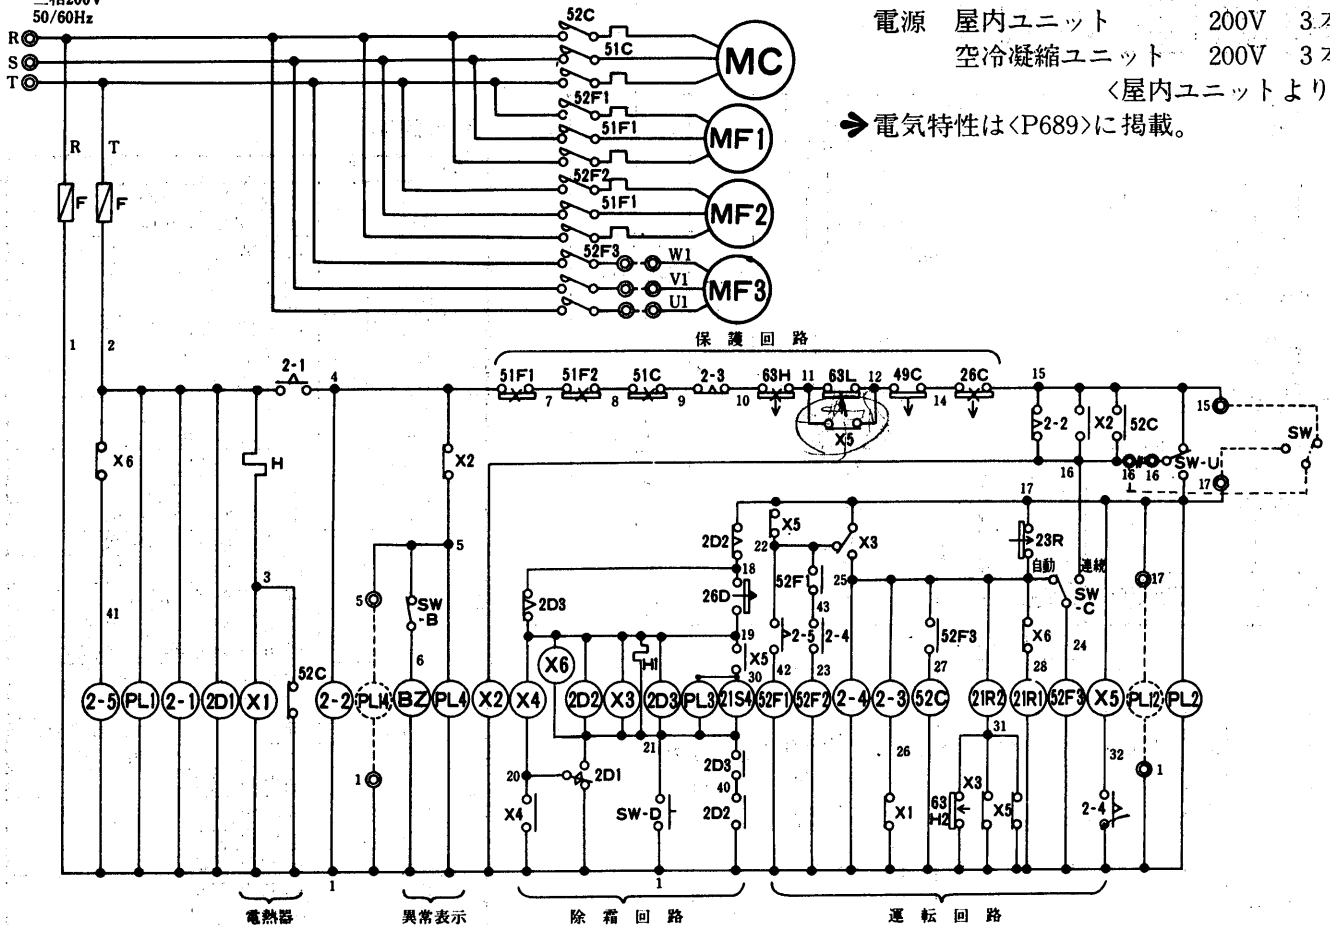 三相200V
50/60Hz
R
S
T
52C
51C
MC
52F1
51F1
MF1
52F2
51F1
MF2
52F3
W1
V1
U1
MF3
電源 屋内ユニット 200V 3
空冷凝縮ユニット 200V 3
<屋内ユニットより
➔電気特性は<P689>に掲載。
R T
F F
1 2
保護回路
2-1 4 51F1 7 51F2 8 51C 9 2-3 10 63H 11 63L 12 49C 14 26C 15
X5
X6 H X2
2-2 X2 52C 15 SW
16 16 16 SW-U 17
17
2D2 X5 22 X3 23R
5 18 52F1 25 自動 連続 17
3 5 SW-B 2D3 26D 43 SW-C
41 19 2-5 2-4 52F3 X6 24
52C 6 X6 H1 X5 30 42 23 27 28
2-5 PL1 2-1 2D1 X1 2-2 PL14 BZ PL4 X2 X4 2D2 X3 2D3 PL3 21S4 52F1 52F2 2-4 2-3 52C 21R2 21R1 52F3 X5 PL12 PL2
21 26 31 32
1 20 2D1 2D3 40 X3 1
X4 SW-D 2D2 X1 63H2 X5 2-4
1 1
電熱器 異常表示 除霜回路 運転回路